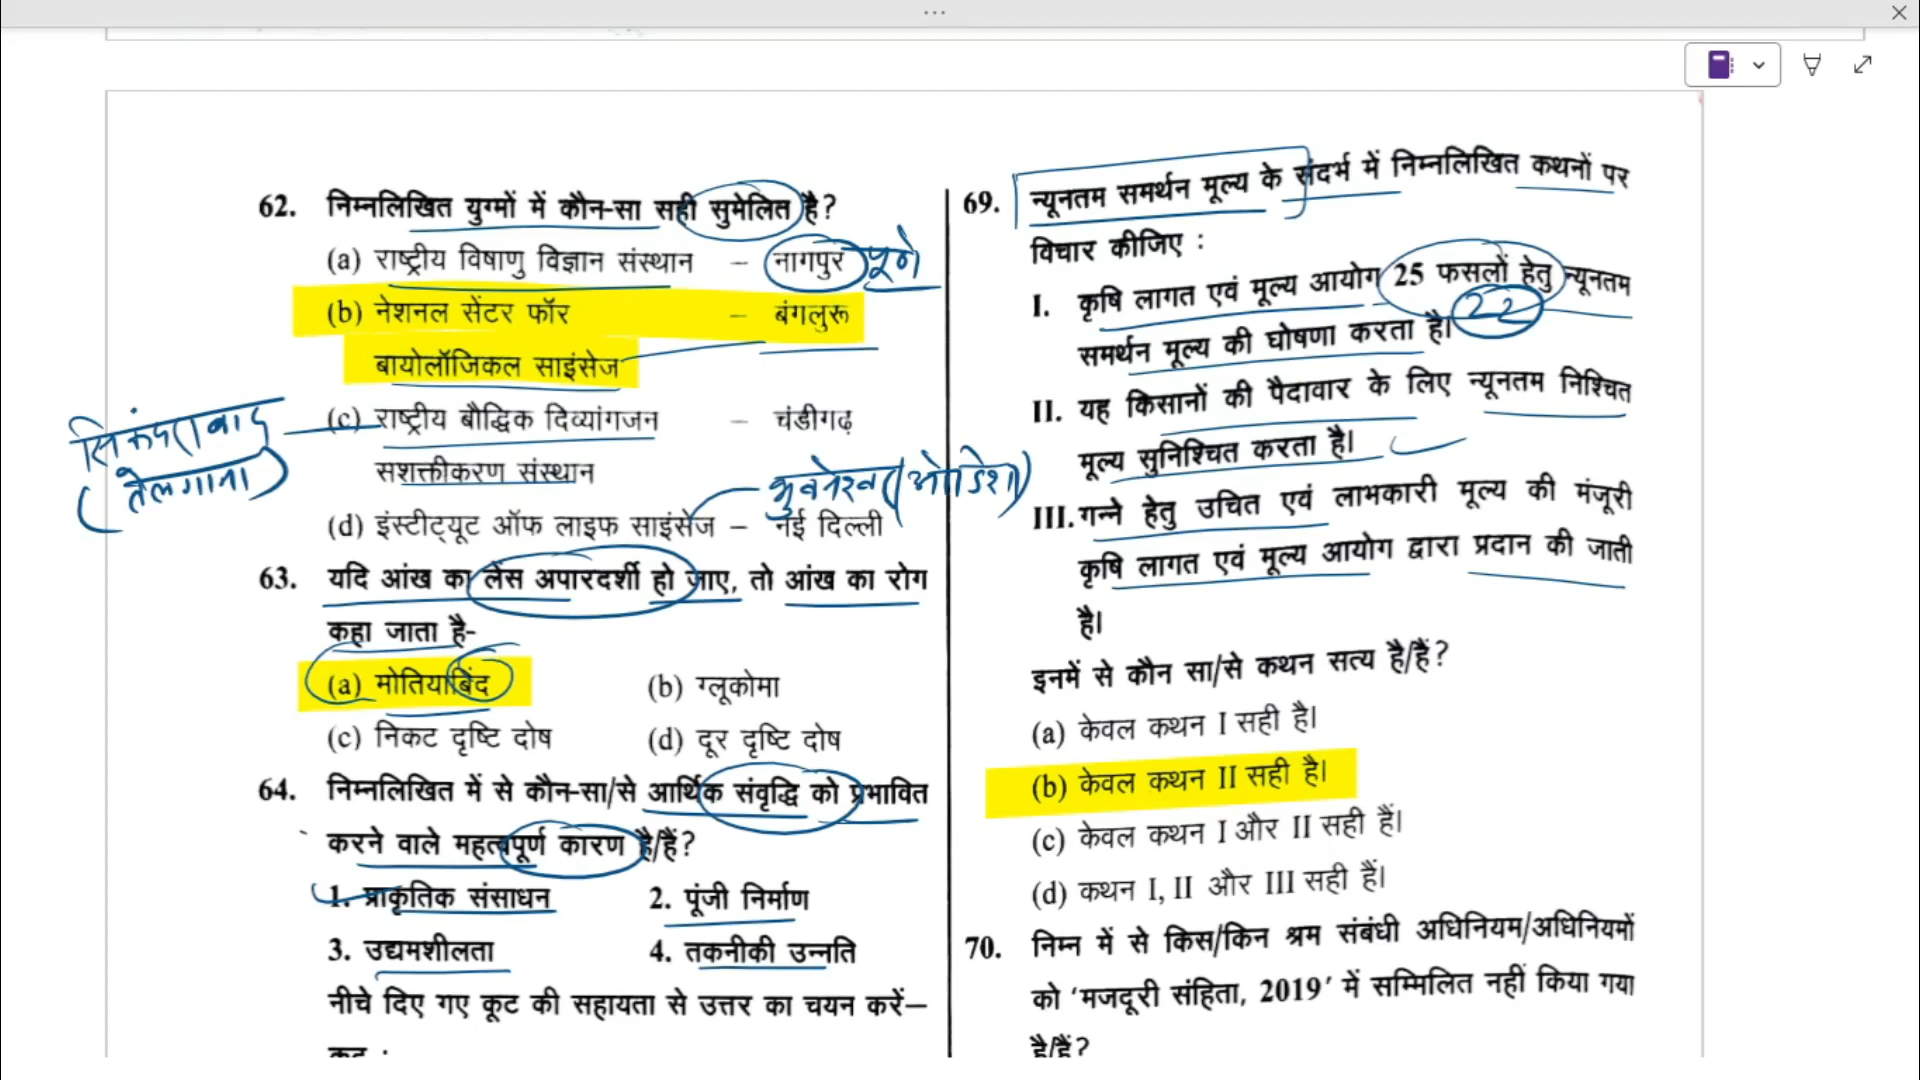 62. निम्नलिखित युग्मों में कौन-सा सही सुमेलित है?
(a) राष्ट्रीय विषाणु विज्ञान संस्थान – नागपुर पूणे
(b) नेशनल सेंटर फॉर – बंगलुरू
बायोलॉजिकल साइंसेज
(c) राष्ट्रीय बौद्धिक दिव्यांगजन – चंडीगढ़
सिकंदराबाद
(तेलगाना)
सशक्तीकरण संस्थान
भुवनेश्वर (ओडिशा)
(d) इंस्टीट्यूट ऑफ लाइफ साइंसेज – नई दिल्ली
63. यदि आंख का लेंस अपारदर्शी हो जाए, तो आंख का रोग
कहा जाता है-
(a) मोतियाबिंद (b) ग्लूकोमा
(c) निकट दृष्टि दोष (d) दूर दृष्टि दोष
64. निम्नलिखित में से कौन-सा/से आर्थिक संवृद्धि को प्रभावित
करने वाले महत्वपूर्ण कारण है/हैं?
1. प्राकृतिक संसाधन 2. पूंजी निर्माण
3. उद्यमशीलता 4. तकनीकी उन्नति
नीचे दिए गए कूट की सहायता से उत्तर का चयन करें–
कूट :
69. न्यूनतम समर्थन मूल्य के संदर्भ में निम्नलिखित कथनों पर
विचार कीजिए :
I. कृषि लागत एवं मूल्य आयोग 25 फसलों हेतु न्यूनतम
समर्थन मूल्य की घोषणा करता है। 22
II. यह किसानों की पैदावार के लिए न्यूनतम निश्चित
मूल्य सुनिश्चित करता है।
III. गन्ने हेतु उचित एवं लाभकारी मूल्य की मंजूरी
कृषि लागत एवं मूल्य आयोग द्वारा प्रदान की जाती
है।
इनमें से कौन सा/से कथन सत्य है/हैं?
(a) केवल कथन I सही है।
(b) केवल कथन II सही है।
(c) केवल कथन I और II सही हैं।
(d) कथन I, II और III सही हैं।
70. निम्न में से किस/किन श्रम संबंधी अधिनियम/अधिनियमों
को ‘मजदूरी संहिता, 2019’ में सम्मिलित नहीं किया गया
है/हैं?